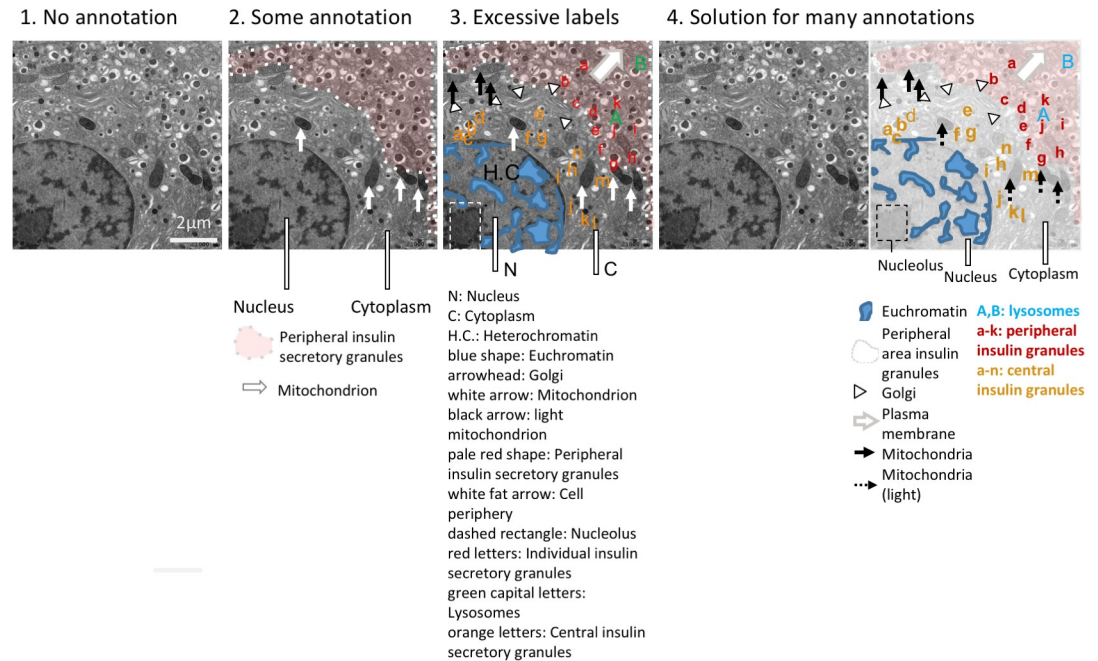 1. No annotation
2. Some annotation
3. Excessive labels
4. Solution for many annotations
2µm
Nucleus
Cytoplasm
Peripheral insulin
secretory granules
Mitochondrion
a
B
b
c
k
d
A
e
j
i
f
g
h
a
b
c
d
e
f
g
n
h
i
m
j
k
l
H.C
N
C
N: Nucleus
C: Cytoplasm
H.C.: Heterochromatin
blue shape: Euchromatin
arrowhead: Golgi
white arrow: Mitochondrion
black arrow: light
mitochondrion
pale red shape: Peripheral
insulin secretory granules
white fat arrow: Cell
periphery
dashed rectangle: Nucleolus
red letters: Individual insulin
secretory granules
green capital letters:
Lysosomes
orange letters: Central insulin
secretory granules
a
B
b
c
k
d
A
e
j
i
f
g
h
a
b
c
d
e
f
g
n
h
i
m
j
k
l
Nucleolus
Nucleus
Cytoplasm
Euchromatin
Peripheral
area insulin
granules
Golgi
Plasma
membrane
Mitochondria
Mitochondria
(light)
A,B: lysosomes
a-k: peripheral
insulin granules
a-n: central
insulin granules